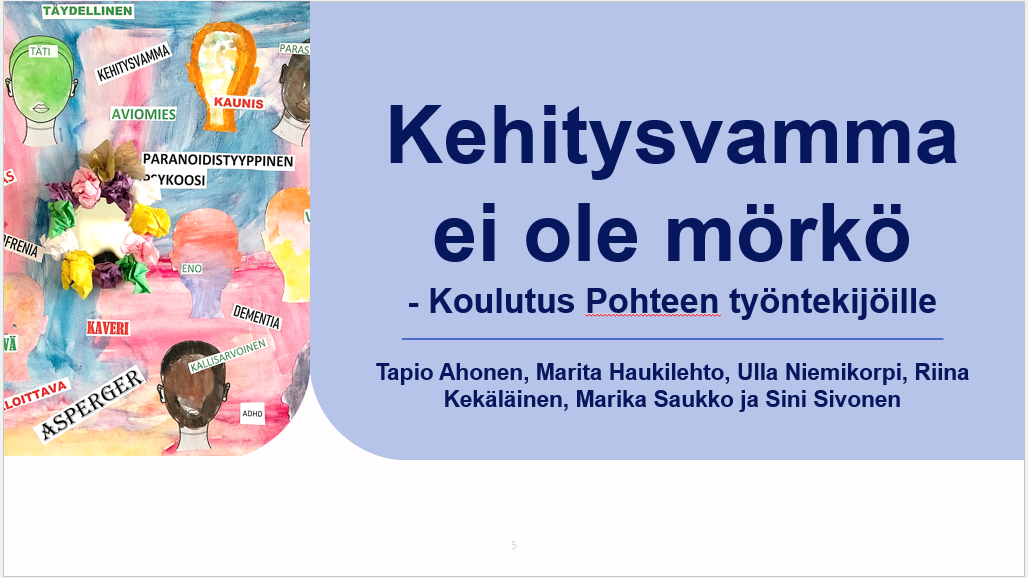 TÄYDELLINEN
TÄTI
KEHITYSVAMMA
PARAS
KAUNIS
AVIOMIES
PARANOIDISTYYPPINEN
PSYKOOSI
ENO
DEMENTIA
KAVERI
KALLISARVOINEN
ASPERGER
ADHD
Kehitysvamma
ei ole mörkö
- Koulutus Pohteen työntekijöille
Tapio Ahonen, Marita Haukilehto, Ulla Niemikorpi, Riina
Kekäläinen, Marika Saukko ja Sini Sivonen
5